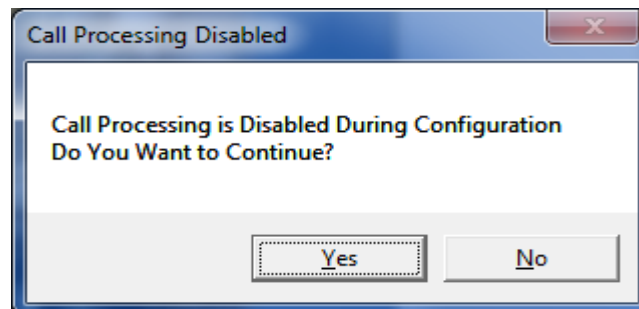 Call Processing Disabled
Call Processing is Disabled During Configuration
Do You Want to Continue?
Yes
No